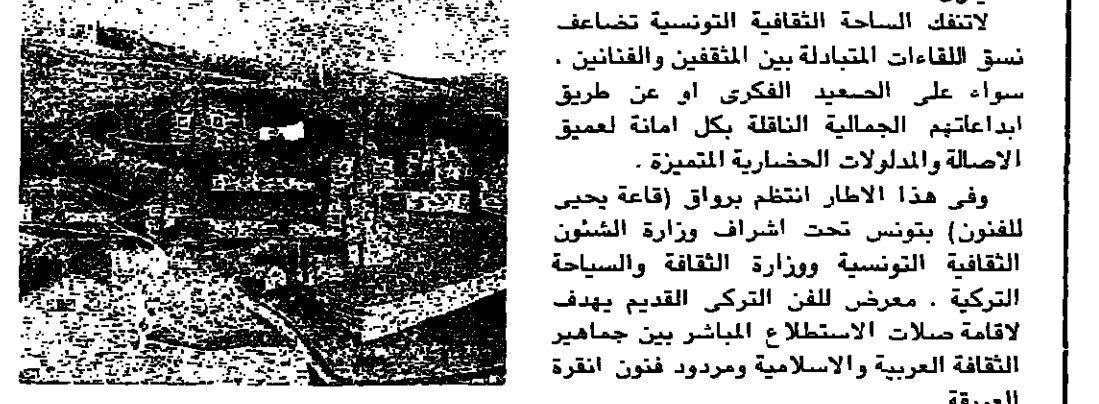 لاتنفك الساحة الثقافية التونسية تضاعف
نسق اللقاءات المتبادلة بين المثقفين والفنانين .
سواء على الصعيد الفكرى او عن طريق
ابداعاتهم الجمالية الناقلة بكل امانة لعميق
الاصالة والمدلولات الحضارية المتميزة .
وفى هذا الاطار انتظم برواق (قاعة يحيى
للفنون) بتونس تحت اشراف وزارة الشئون
الثقافية التونسية ووزارة الثقافة والسياحة
التركية . معرض للفن التركى القديم يهدف
لاقامة صلات الاستطلاع المباشر بين جماهير
الثقافة العربية والاسلامية ومردود فنون انقرة